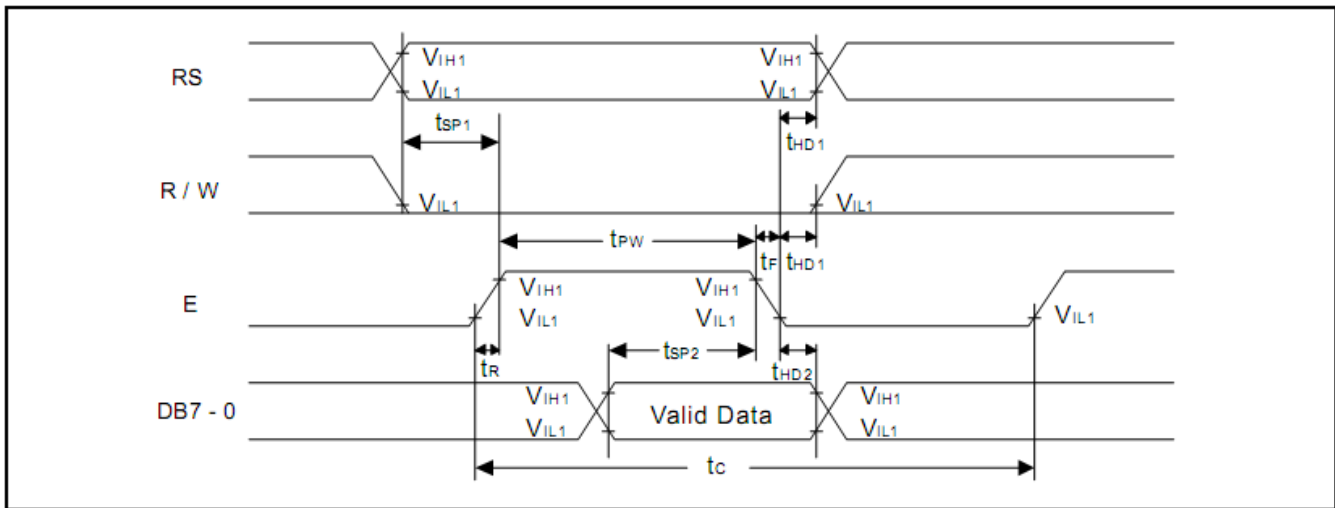 RS
VIH1 VIH1
VIL1 VIL1
tSP1
tHD1
R / W
VIL1 VIL1
tPW
tF tHD1
E
VIH1 VIH1
VIL1 VIL1
VIL1
tSP2
tR
tHD2
DB7 - 0
VIH1
Valid Data
VIH1
VIL1
VIL1
tC